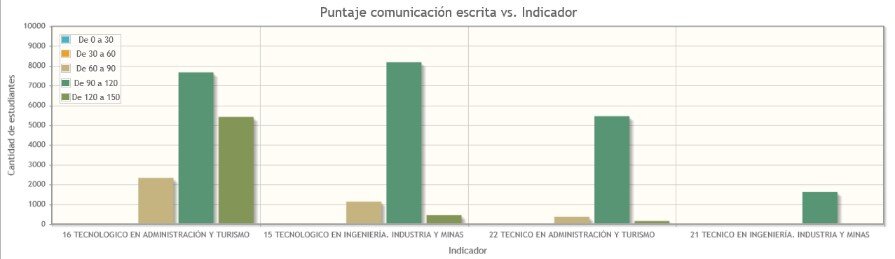 Puntaje comunicación escrita vs. Indicador
10000
9000
8000
7000
6000
5000
4000
3000
2000
1000
0
Cantidad de estudiantes
De 0 a 30
De 30 a 60
De 60 a 90
De 90 a 120
De 120 a 150
16 TECNOLOGICO EN ADMINISTRACIÓN Y TURISMO
15 TECNOLOGICO EN INGENIERÍA. INDUSTRIA Y MINAS
22 TECNICO EN ADMINISTRACIÓN Y TURISMO
21 TECNICO EN INGENIERÍA. INDUSTRIA Y MINAS
Indicador